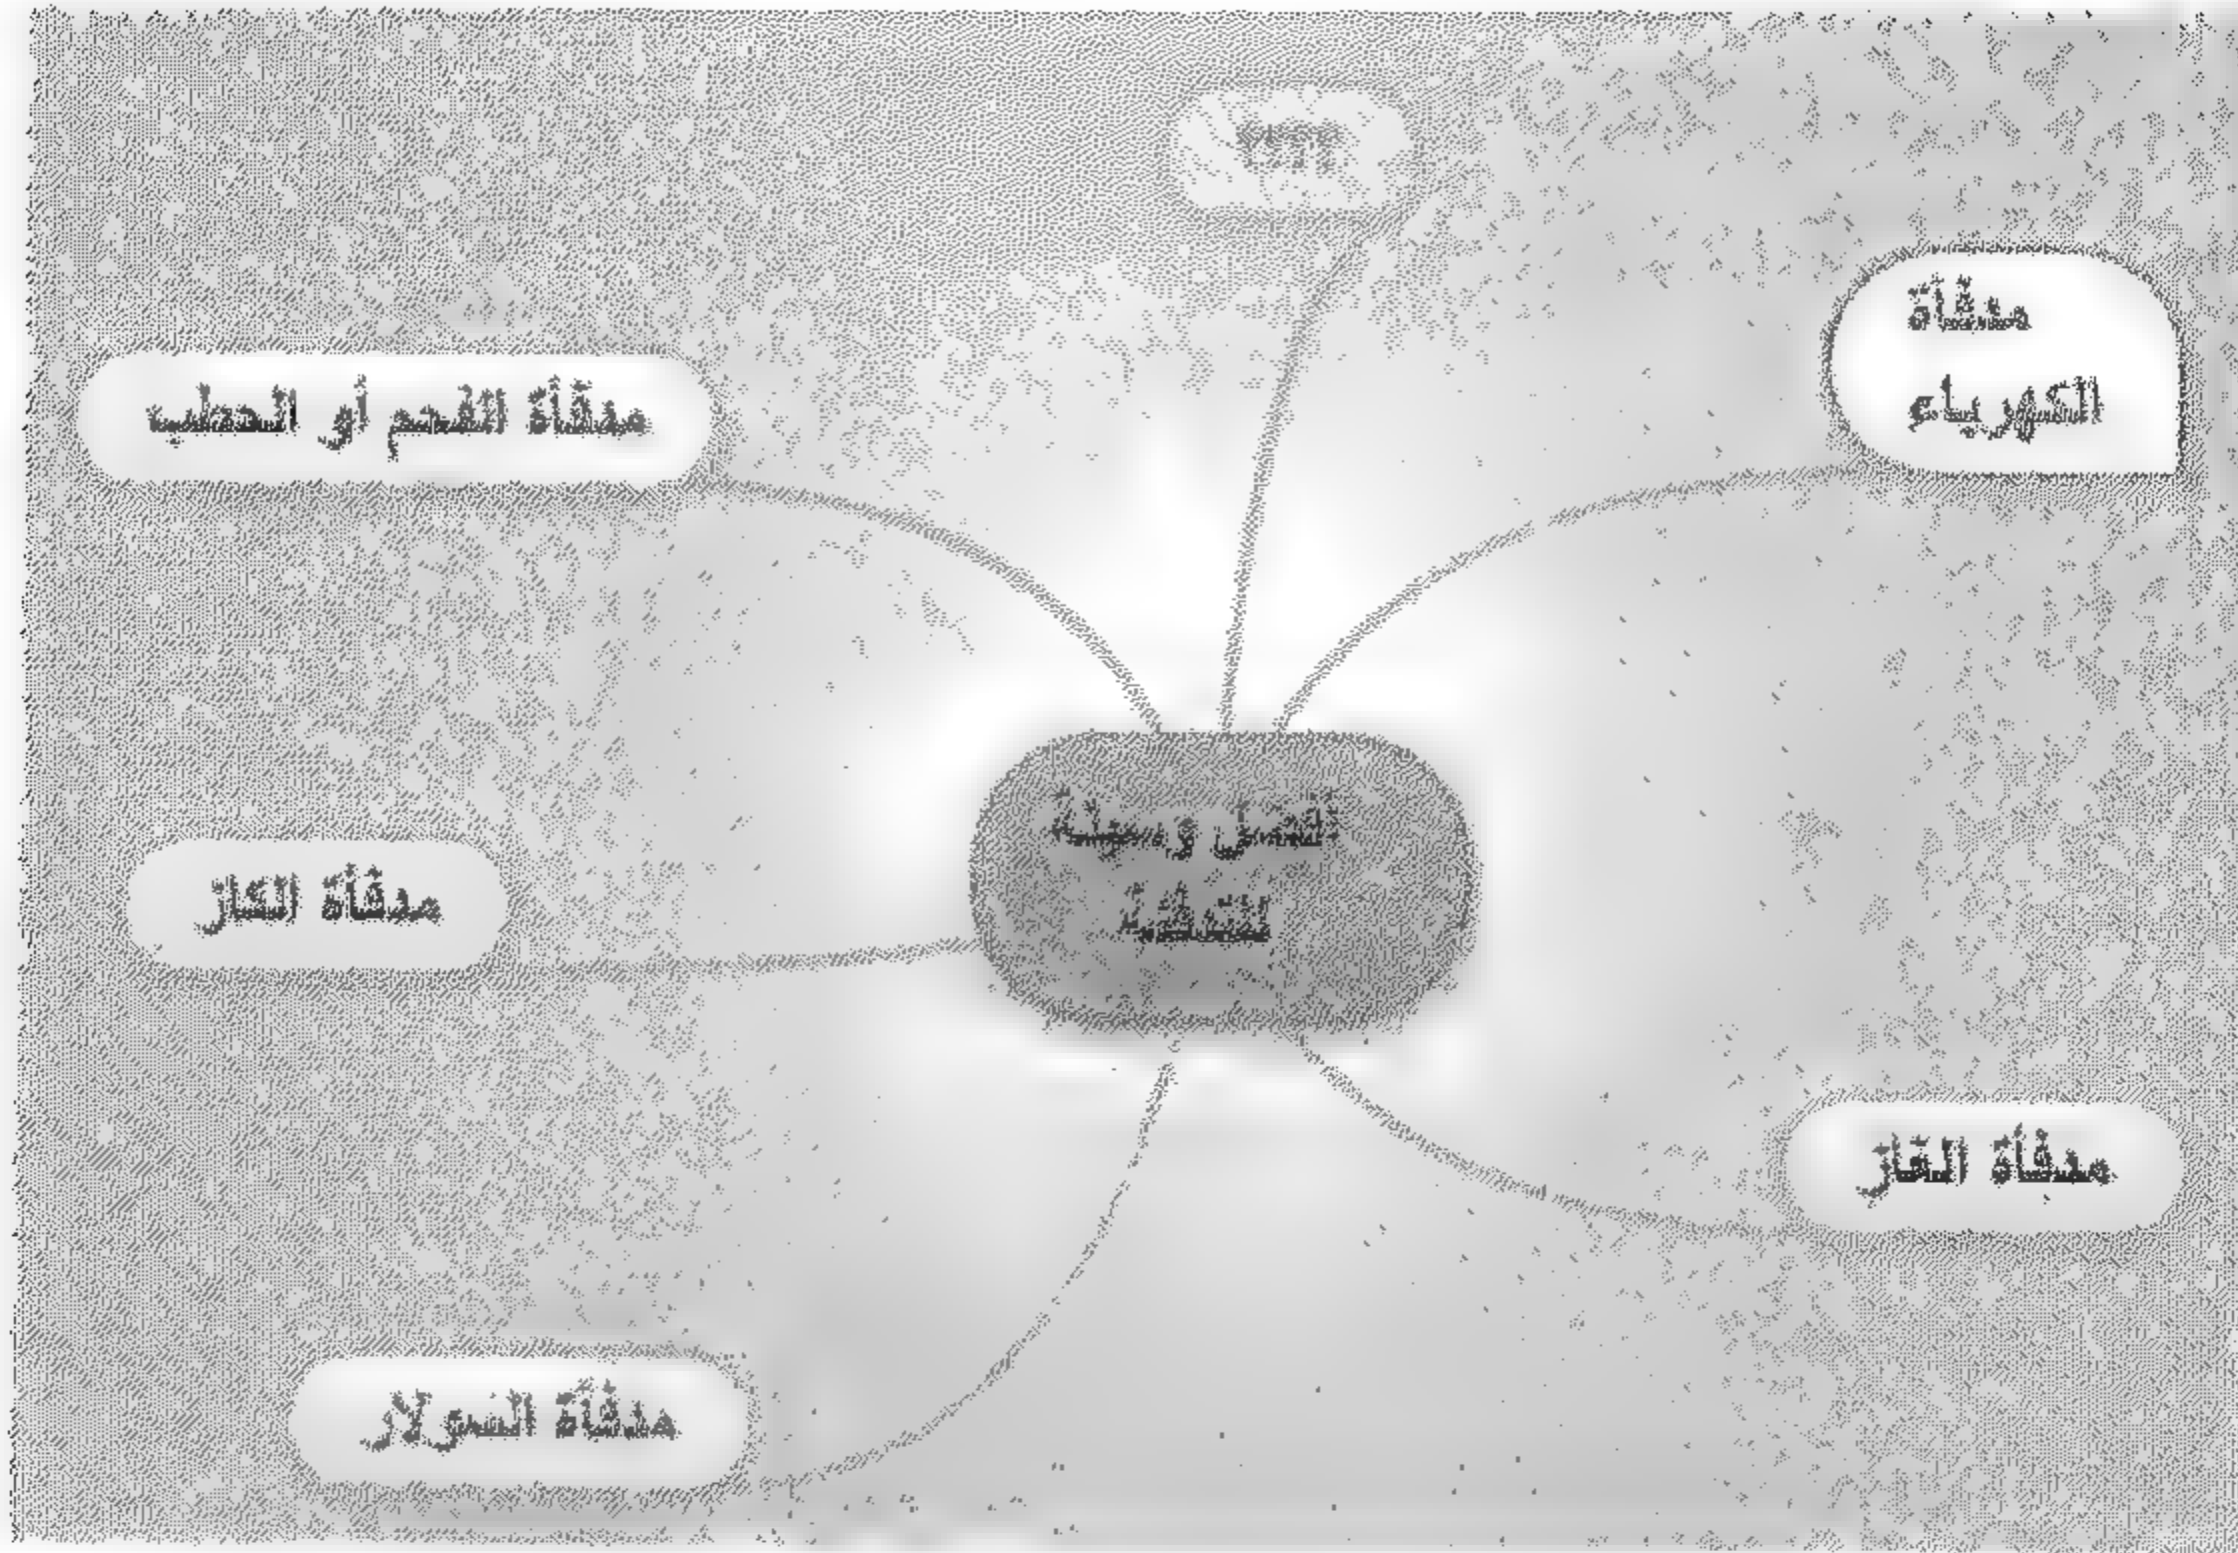 ???
مدفأة
الكهرباء
مدفأة الفحم أو الحطب
أفضل وسيلة
للتدفئة
مدفأة الكاز
مدفأة الغاز
مدفأة السولار